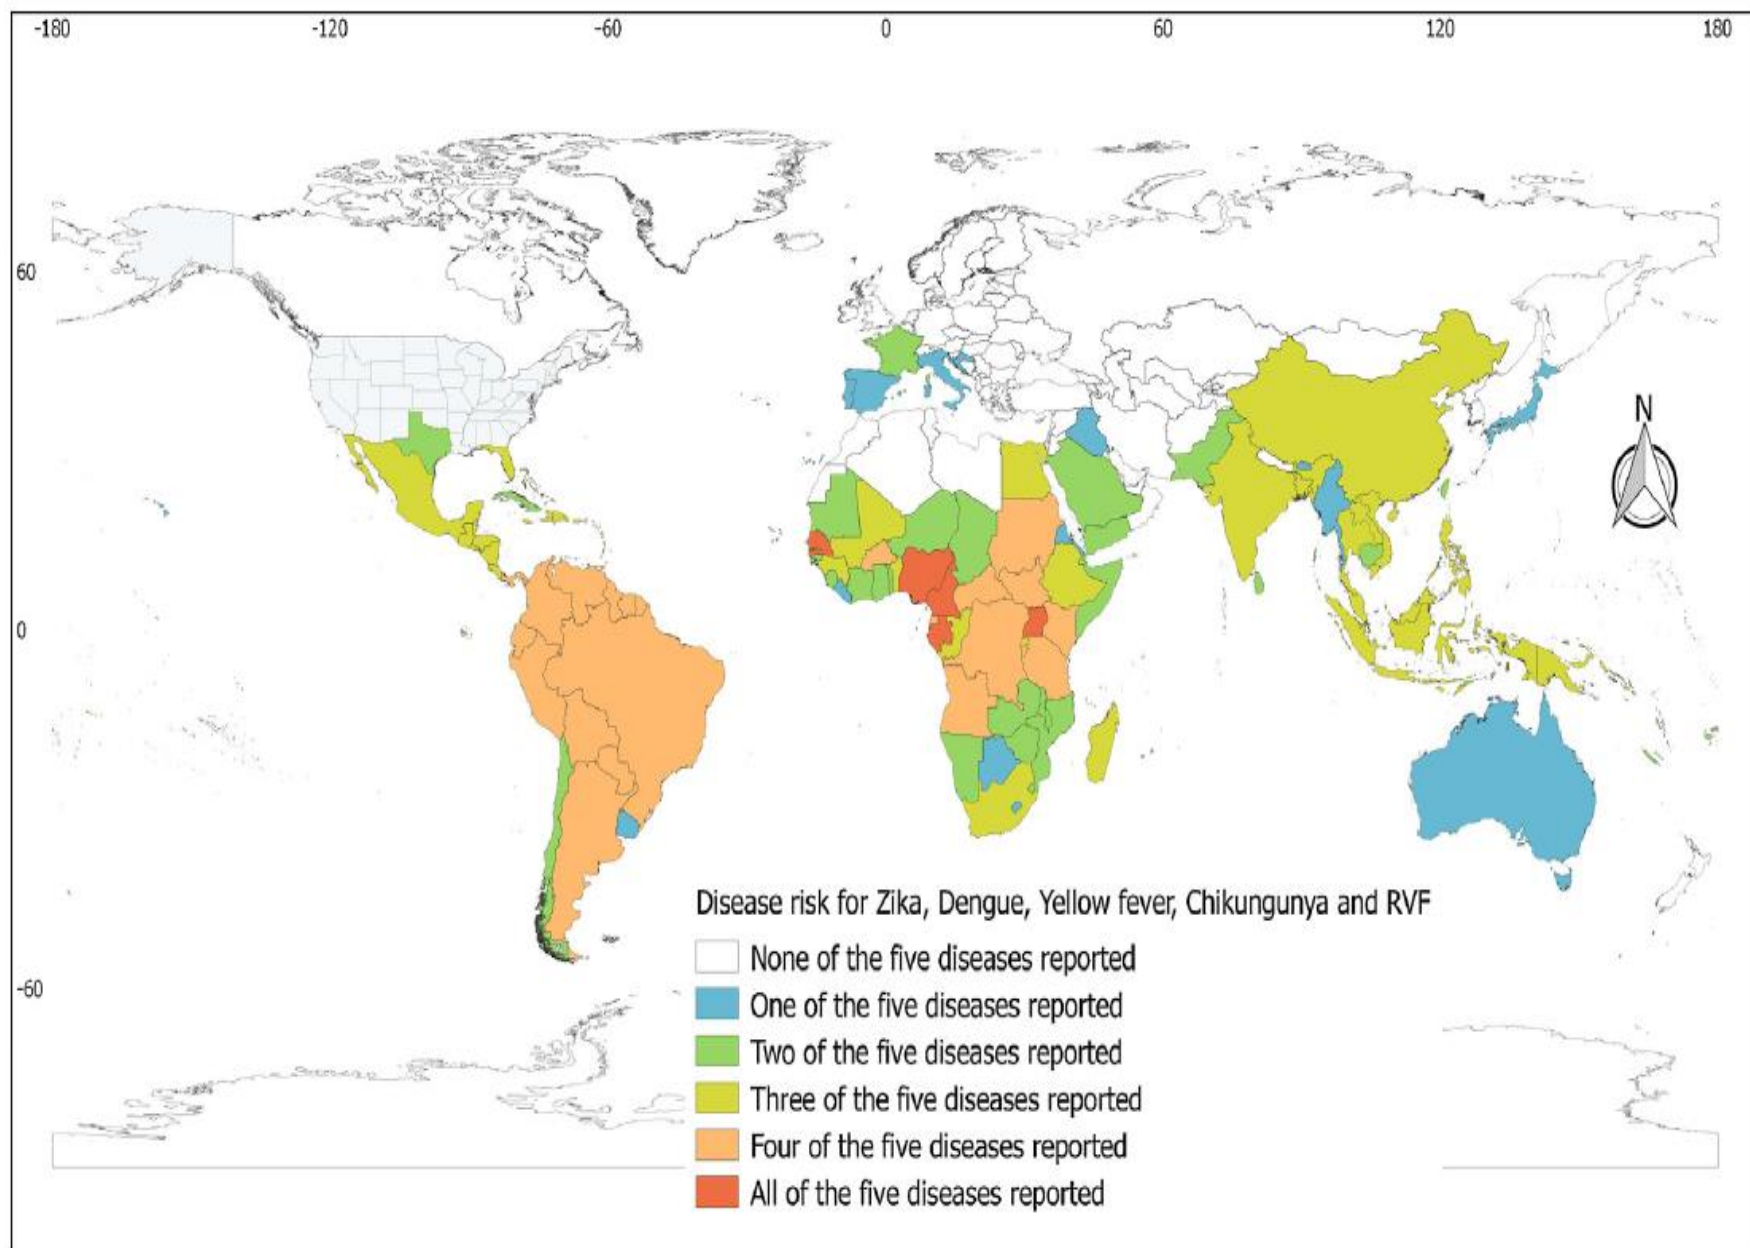 -180 -120 -60 0 60 120 180
60
N
0
Disease risk for Zika, Dengue, Yellow fever, Chikungunya and RVF
None of the five diseases reported
-60
One of the five diseases reported
Two of the five diseases reported
Three of the five diseases reported
Four of the five diseases reported
All of the five diseases reported